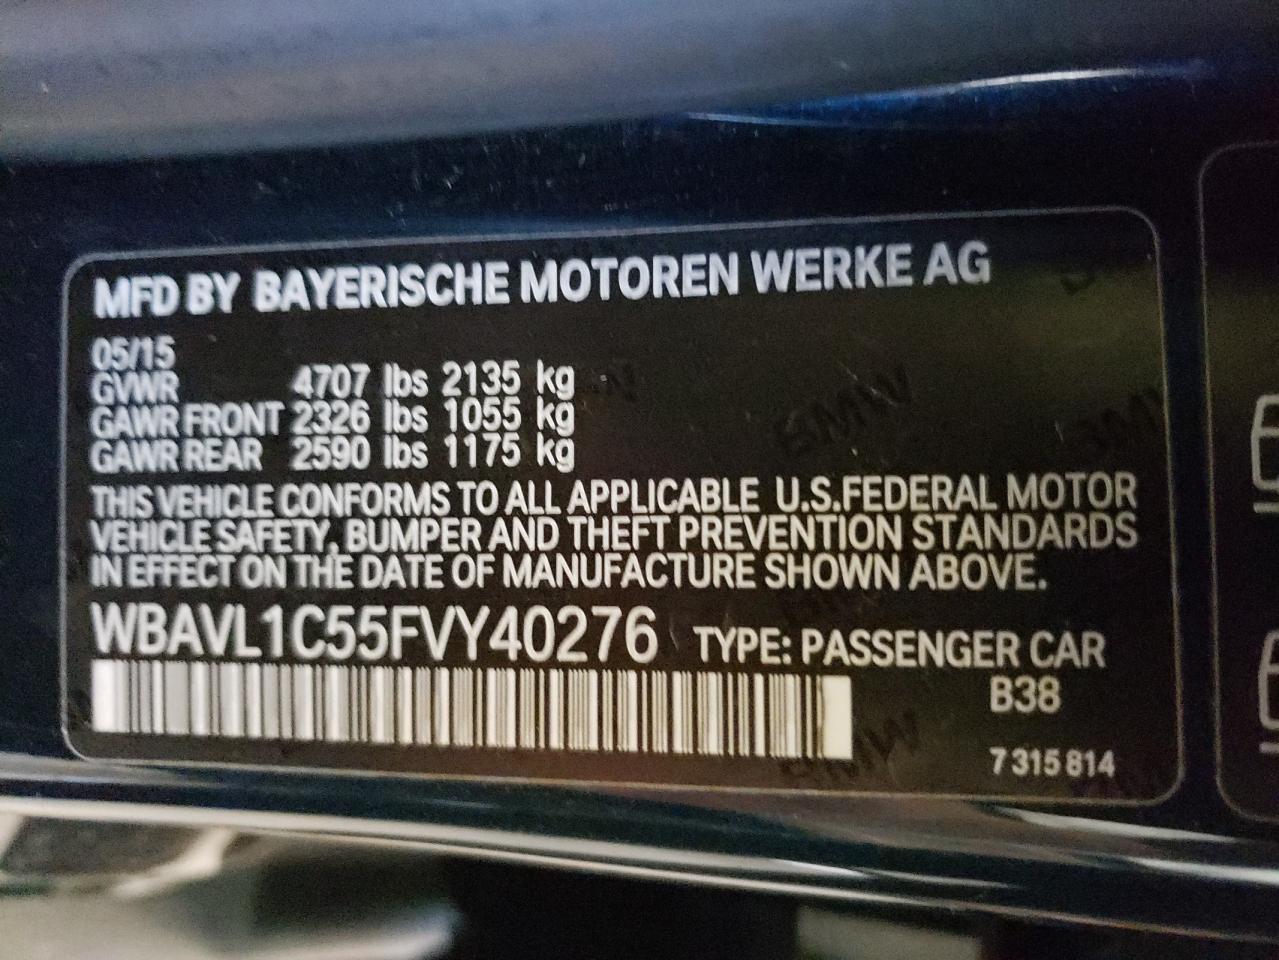 MFD BY BAYERISCHE MOTOREN WERKE AG
05/15
GVWR 4707 lbs 2135 kg
GAWR FRONT 2326 lbs 1055 kg
GAWR REAR 2590 lbs 1175 kg
THIS VEHICLE CONFORMS TO ALL APPLICABLE U.S.FEDERAL MOTOR
VEHICLE SAFETY, BUMPER AND THEFT PREVENTION STANDARDS
IN EFFECT ON THE DATE OF MANUFACTURE SHOWN ABOVE.
WBAVL1C55FVY40276 TYPE: PASSENGER CAR
B38
7 315 814
BMW
BMW
BMW